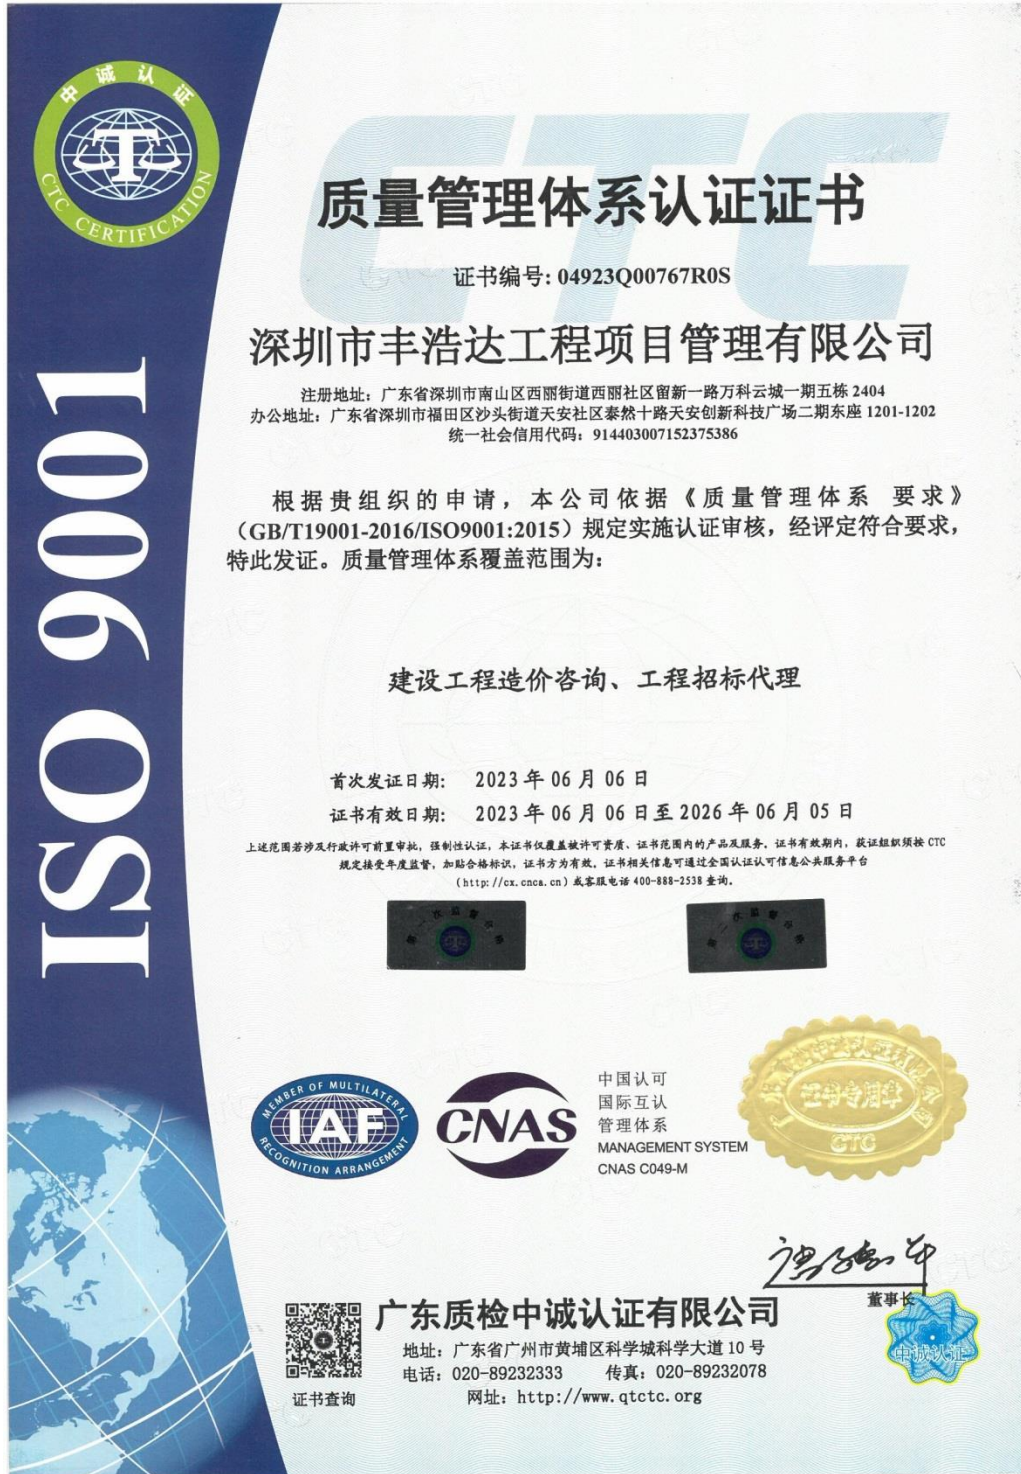 中诚认证
CTC CERTIFICATION
ISO 9001
CTC
质量管理体系认证证书
证书编号: 04923Q00767R0S
深圳市丰浩达工程项目管理有限公司
注册地址：广东省深圳市南山区西丽街道西丽社区留新一路万科云城一期五栋 2404
办公地址：广东省深圳市福田区沙头街道天安社区泰然十路天安创新科技广场二期东座 1201-1202
统一社会信用代码：914403007152375386
根据贵组织的申请，本公司依据《质量管理体系 要求》
（GB/T19001-2016/ISO9001:2015）规定实施认证审核，经评定符合要求，
特此发证。质量管理体系覆盖范围为：
建设工程造价咨询、工程招标代理
首次发证日期： 2023 年 06 月 06 日
证书有效日期： 2023 年 06 月 06 日至 2026 年 06 月 05 日
上述范围若涉及行政许可前置审批，强制性认证，本证书仅覆盖被许可资质、证书范围内的产品及服务。证书有效期内，获证组织须按 CTC
规定接受年度监督，加贴合格标识，证书方为有效。证书相关信息可通过全国认证认可信息公共服务平台
（http://cx.cnca.cn）或客服电话 400-888-2538 查询。
MEMBER OF MULTILATERAL
IAF
RECOGNITION ARRANGEMENT
CNAS
中国认可
国际互认
管理体系
MANAGEMENT SYSTEM
CNAS C049-M
证书专用章
CTC
董事长
中诚认证
广东质检中诚认证有限公司
地址：广东省广州市黄埔区科学城科学大道 10 号
电话：020-89232333 传真：020-89232078
网址：http://www.qtctc.org
证书查询